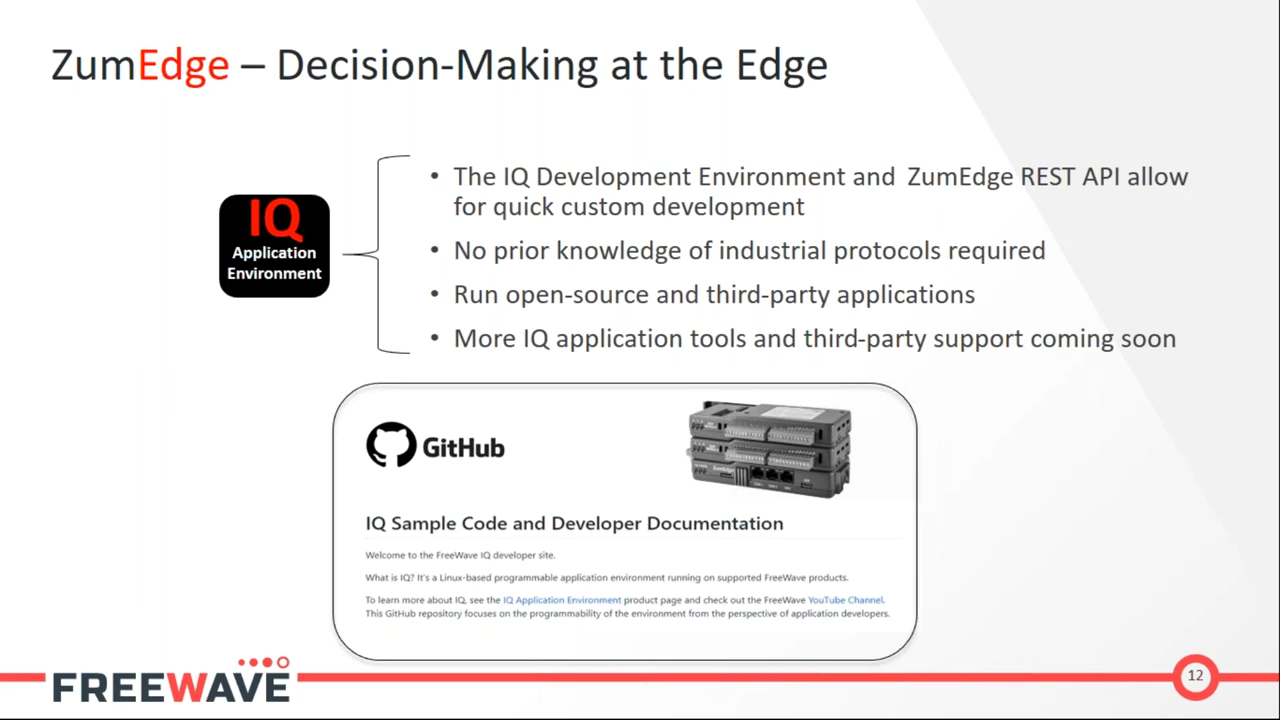 ZumEdge – Decision-Making at the Edge
IQ
Application
Environment
• The IQ Development Environment and ZumEdge REST API allow
for quick custom development
• No prior knowledge of industrial protocols required
• Run open-source and third-party applications
• More IQ application tools and third-party support coming soon
GitHub
ZumEdge
IQ Sample Code and Developer Documentation
Welcome to the FreeWave IQ developer site.
What is IQ? It's a Linux-based programmable application environment running on supported FreeWave products.
To learn more about IQ, see the IQ Application Environment product page and check out the FreeWave YouTube Channel.
This GitHub repository focuses on the programmability of the environment from the perspective of application developers.
FREEWAVE
12